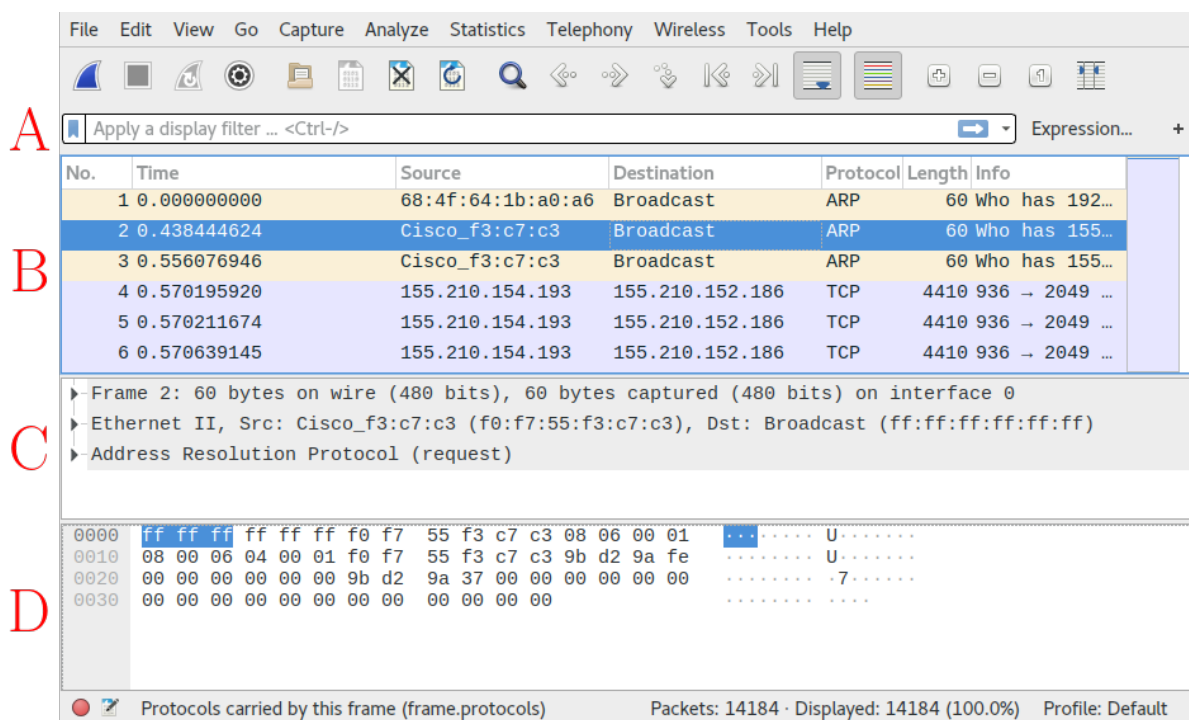 File Edit View Go Capture Analyze Statistics Telephony Wireless Tools Help
A
Apply a display filter ... <Ctrl-/> Expression... +
No. Time Source Destination Protocol Length Info
1 0.000000000 68:4f:64:1b:a0:a6 Broadcast ARP 60 Who has 192…
2 0.438444624 Cisco_f3:c7:c3 Broadcast ARP 60 Who has 155…
B
3 0.556076946 Cisco_f3:c7:c3 Broadcast ARP 60 Who has 155…
4 0.570195920 155.210.154.193 155.210.152.186 TCP 4410 936 → 2049 …
5 0.570211674 155.210.154.193 155.210.152.186 TCP 4410 936 → 2049 …
6 0.570639145 155.210.154.193 155.210.152.186 TCP 4410 936 → 2049 …
Frame 2: 60 bytes on wire (480 bits), 60 bytes captured (480 bits) on interface 0
Ethernet II, Src: Cisco_f3:c7:c3 (f0:f7:55:f3:c7:c3), Dst: Broadcast (ff:ff:ff:ff:ff:ff)
C
Address Resolution Protocol (request)
0000 ff ff ff ff ff ff f0 f7 55 f3 c7 c3 08 06 00 01 ········ U·······
0010 08 00 06 04 00 01 f0 f7 55 f3 c7 c3 9b d2 9a fe ········ U·······
0020 00 00 00 00 00 00 9b d2 9a 37 00 00 00 00 00 00 ········ ·7······
0030 00 00 00 00 00 00 00 00 00 00 00 00 ········ ····
D
Protocols carried by this frame (frame.protocols) Packets: 14184 · Displayed: 14184 (100.0%) Profile: Default